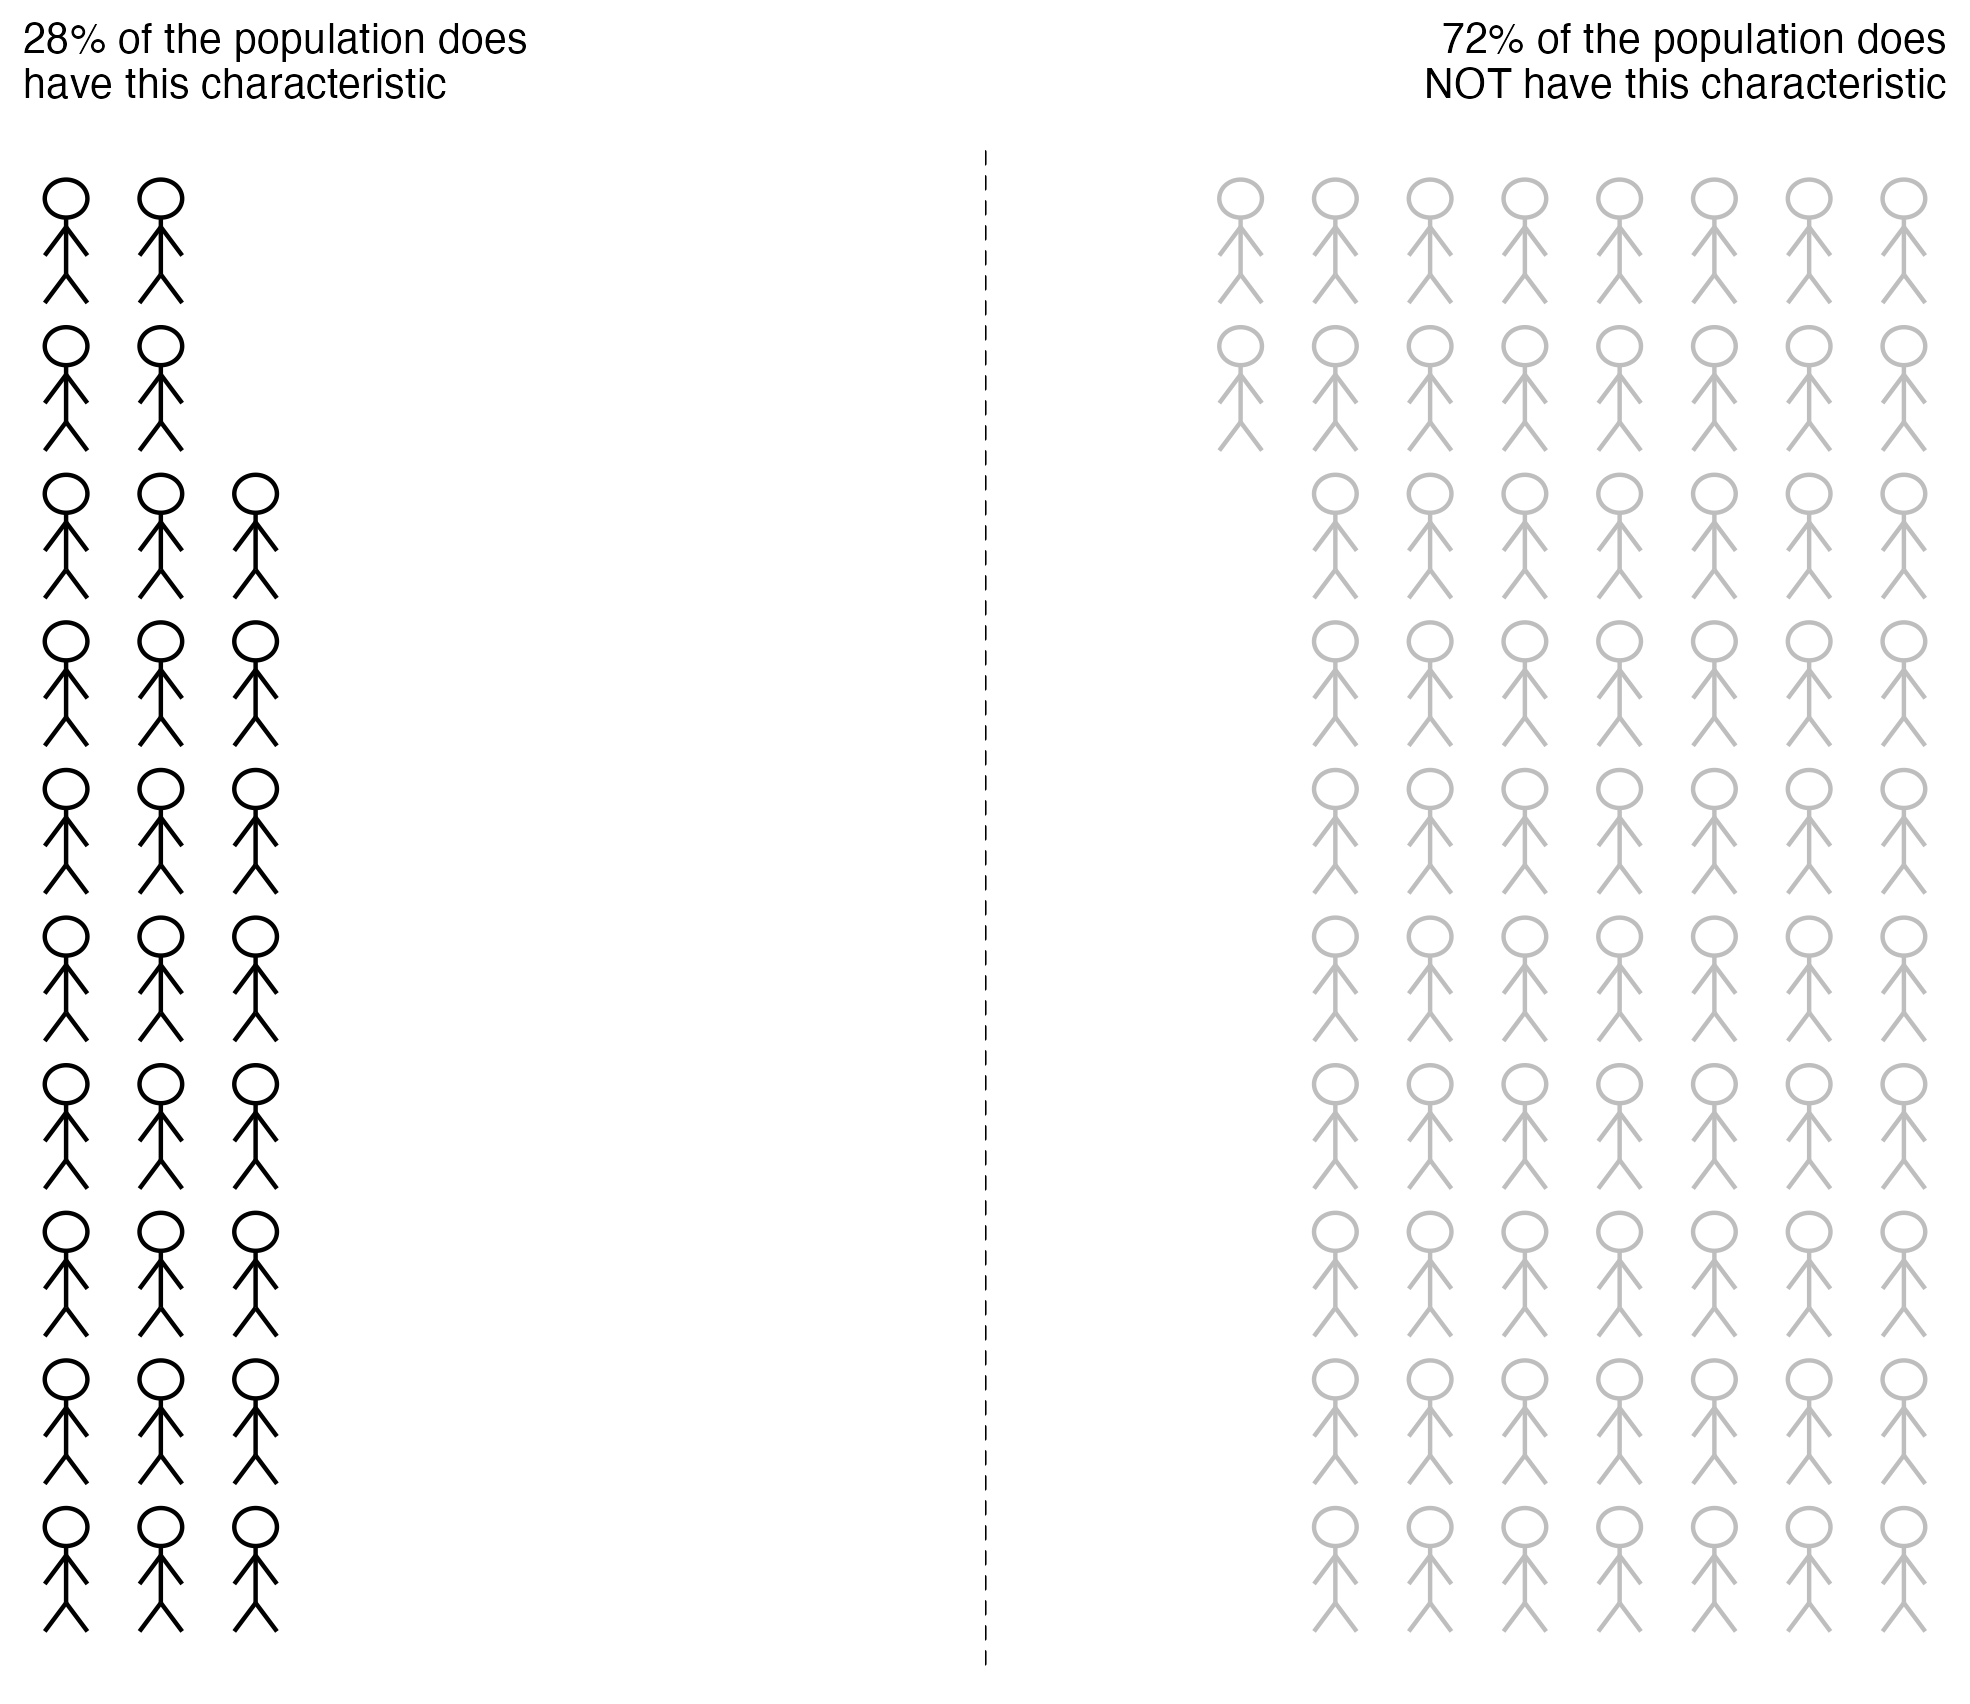 28% of the population does
have this characteristic
72% of the population does
NOT have this characteristic